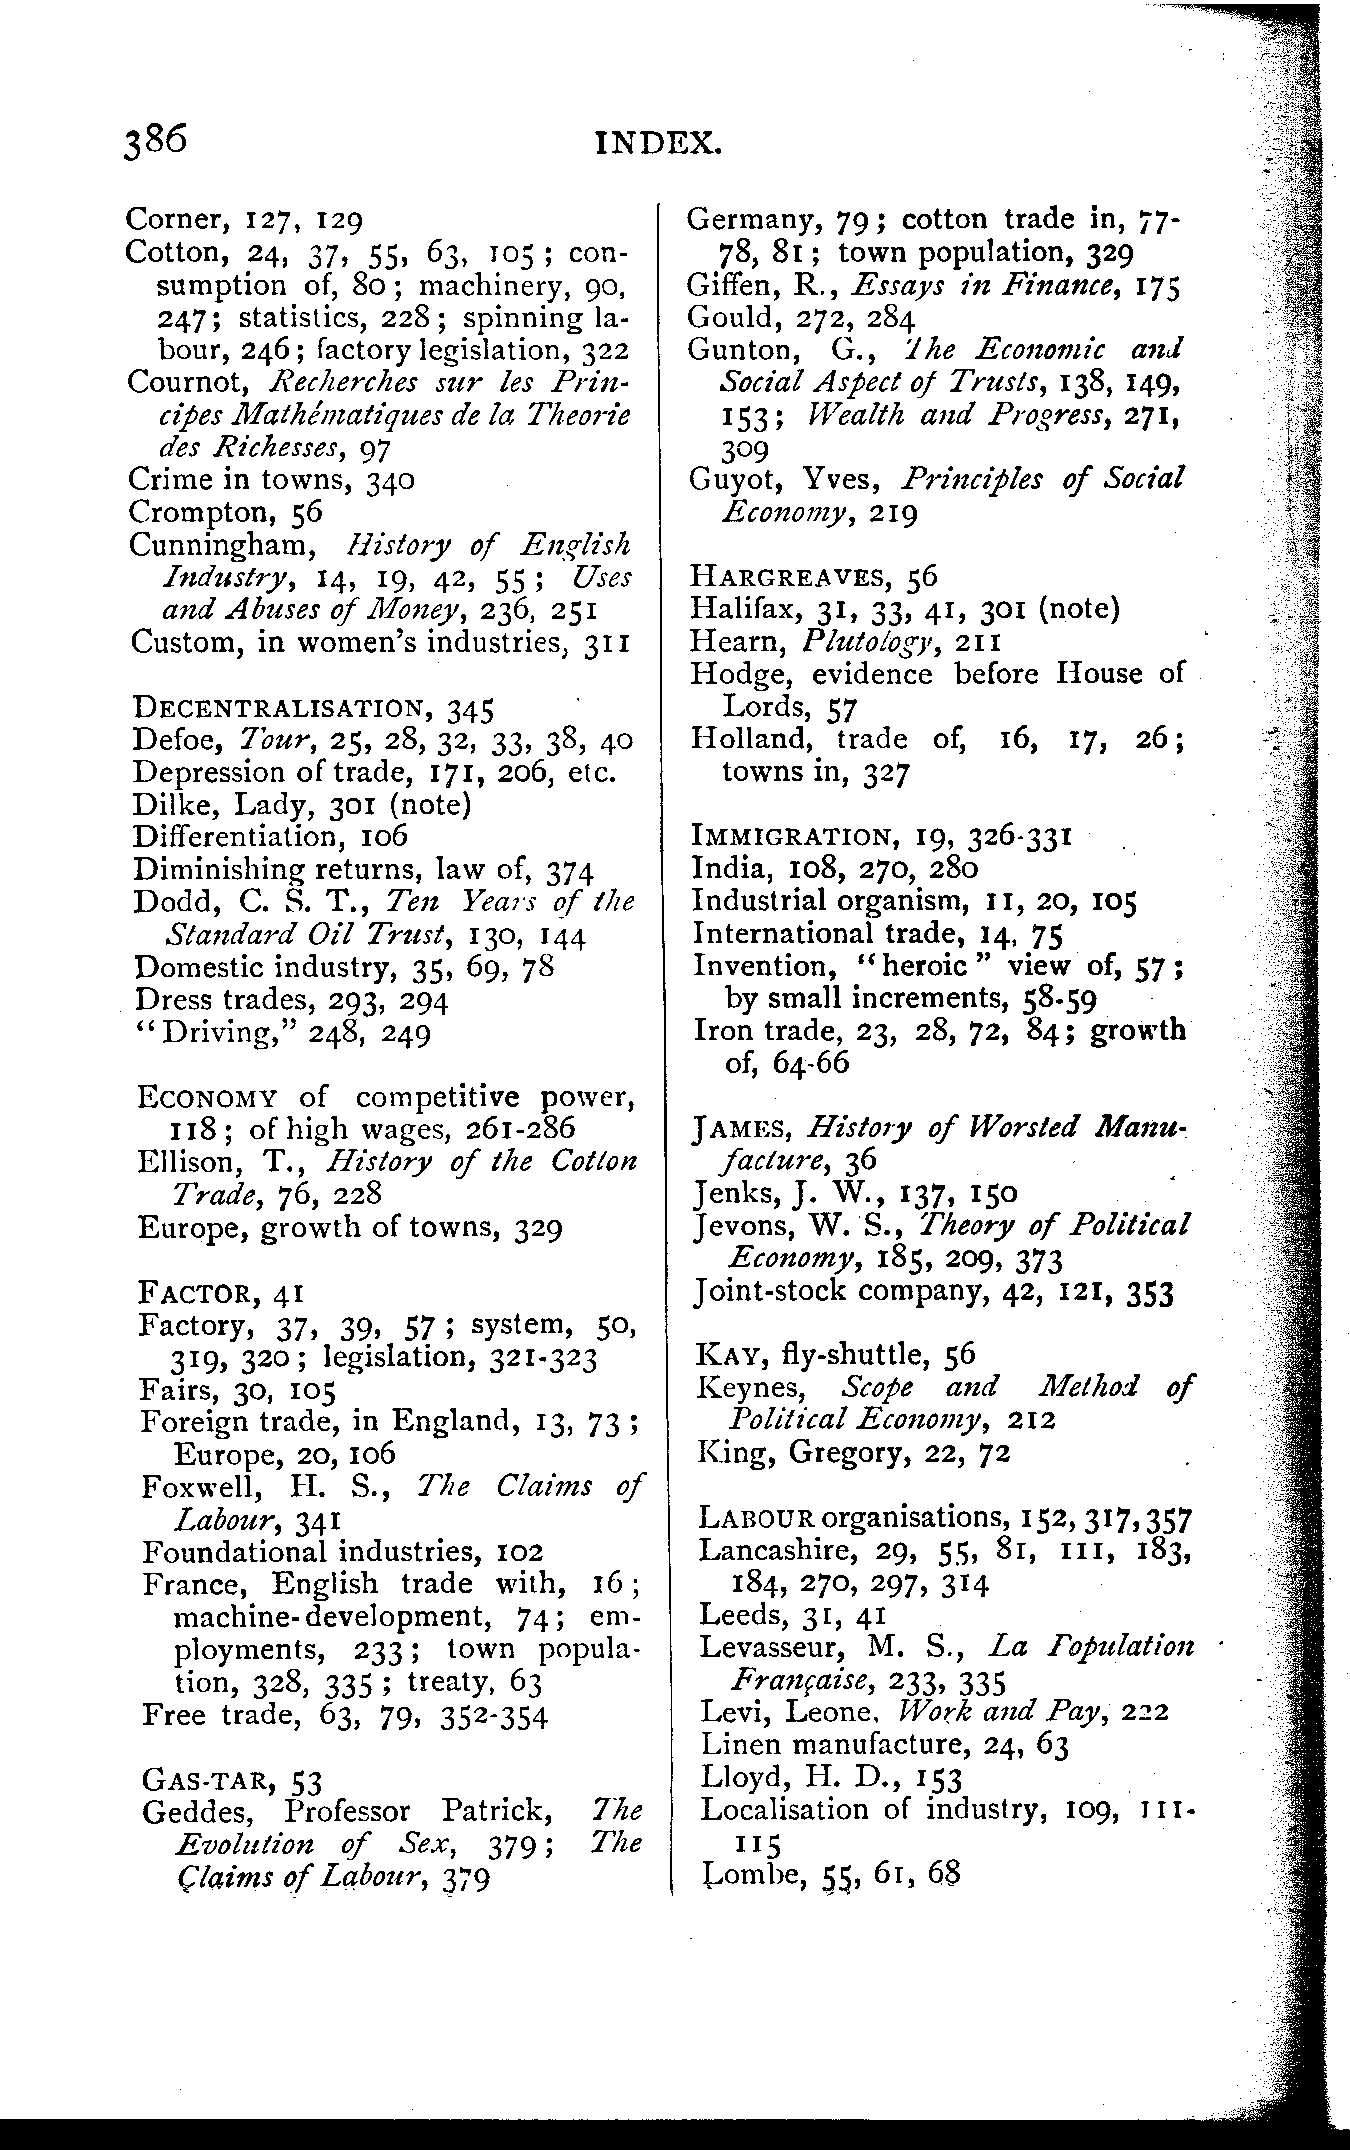 386
INDEX.
Corner, 127, 129
Cotton, 24, 37, 55, 63, 105; con-
sumption of, 80; machinery, 90,
247; statistics, 228; spinning la-
bour, 246; factory legislation, 322
Cournot, Recherches sur les Prin-
cipes Mathématiques de la Theorie
des Richesses, 97
Crime in towns, 340
Crompton, 56
Cunningham, History of English
Industry, 14, 19, 42, 55; Uses
and Abuses of Money, 236, 251
Custom, in women's industries, 311
DECENTRALISATION, 345
Defoe, Tour, 25, 28, 32, 33, 38, 40
Depression of trade, 171, 206, etc.
Dilke, Lady, 301 (note)
Differentiation, 106
Diminishing returns, law of, 374
Dodd, C. S. T., Ten Years of the
Standard Oil Trust, 130, 144
Domestic industry, 35, 69, 78
Dress trades, 293, 294
"Driving," 248, 249
ECONOMY of competitive power,
118; of high wages, 261-286
Ellison, T., History of the Cotton
Trade, 76, 228
Europe, growth of towns, 329
FACTOR, 41
Factory, 37, 39, 57; system, 50,
319, 320; legislation, 321-323
Fairs, 30, 105
Foreign trade, in England, 13, 73;
Europe, 20, 106
Foxwell, H. S., The Claims of
Labour, 341
Foundational industries, 102
France, English trade with, 16;
machine-development, 74; em-
ployments, 233; town popula-
tion, 328, 335; treaty, 63
Free trade, 63, 79, 352-354
GAS-TAR, 53
Geddes, Professor Patrick, The
Evolution of Sex, 379; The
Claims of Labour, 379
Germany, 79; cotton trade in, 77-
78, 81; town population, 329
Giffen, R., Essays in Finance, 175
Gould, 272, 284
Gunton, G., The Economic and
Social Aspect of Trusts, 138, 149,
153; Wealth and Progress, 271,
309
Guyot, Yves, Principles of Social
Economy, 219
HARGREAVES, 56
Halifax, 31, 33, 41, 301 (note)
Hearn, Plutology, 211
Hodge, evidence before House of
Lords, 57
Holland, trade of, 16, 17, 26;
towns in, 327
IMMIGRATION, 19, 326-331
India, 108, 270, 280
Industrial organism, 11, 20, 105
International trade, 14, 75
Invention, "heroic" view of, 57;
by small increments, 58-59
Iron trade, 23, 28, 72, 84; growth
of, 64-66
JAMES, History of Worsted Manu-
facture, 36
Jenks, J. W., 137, 150
Jevons, W. S., Theory of Political
Economy, 185, 209, 373
Joint-stock company, 42, 121, 353
KAY, fly-shuttle, 56
Keynes, Scope and Method of
Political Economy, 212
King, Gregory, 22, 72
LABOUR organisations, 152, 317, 357
Lancashire, 29, 55, 81, 111, 183,
184, 270, 297, 314
Leeds, 31, 41
Levasseur, M. S., La Population
Française, 233, 335
Levi, Leone, Work and Pay, 222
Linen manufacture, 24, 63
Lloyd, H. D., 153
Localisation of industry, 109, 111-
115
Lombe, 55, 61, 68